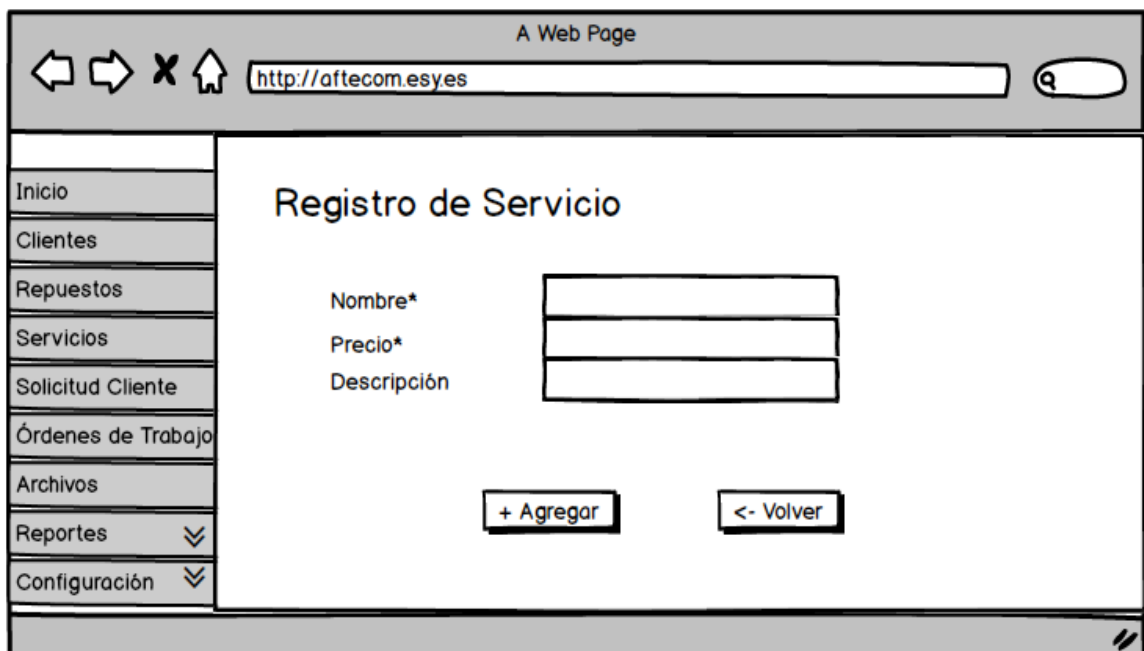 A Web Page
http://aftecom.esy.es
Inicio
Clientes
Repuestos
Servicios
Solicitud Cliente
Órdenes de Trabajo
Archivos
Reportes
Configuración
Registro de Servicio
Nombre*
Precio*
Descripción
+ Agregar
<- Volver